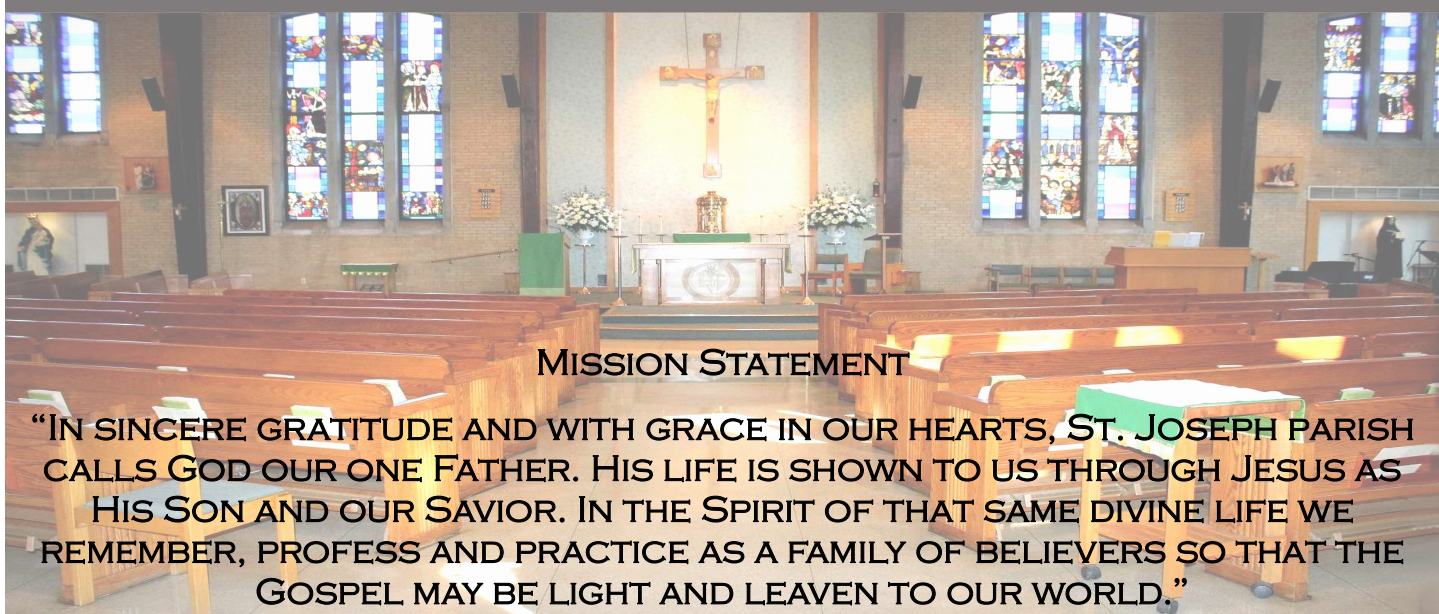 Mission Statement
“In sincere gratitude and with grace in our hearts, St. Joseph parish
calls God our one Father. His life is shown to us through Jesus as
His Son and our Savior. In the Spirit of that same divine life we
remember, profess and practice as a family of believers so that the
Gospel may be light and leaven to our world.”